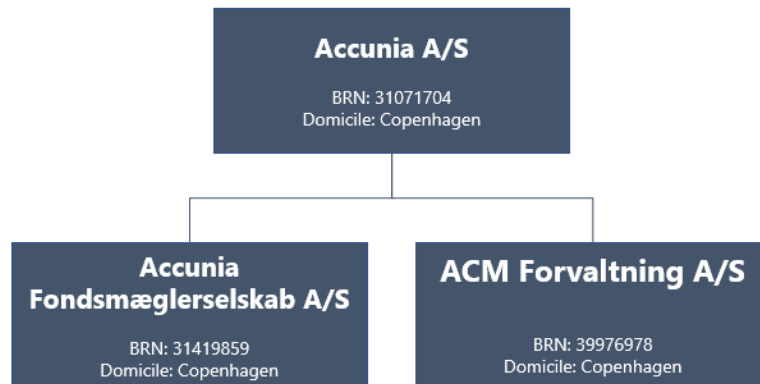 Accunia A/S
BRN: 31071704
Domicile: Copenhagen
Accunia
Fondsmæglerselskab A/S
BRN: 31419859
Domicile: Copenhagen
ACM Forvaltning A/S
BRN: 39976978
Domicile: Copenhagen